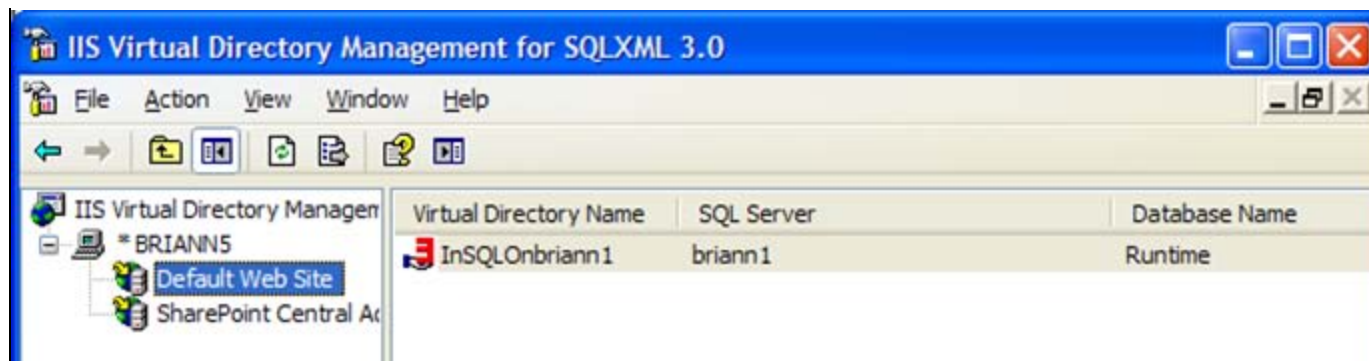 IIS Virtual Directory Management for SQLXML 3.0
File Action View Window Help
IIS Virtual Directory Managem
* BRIANN5
Default Web Site
SharePoint Central Ad
Virtual Directory Name SQL Server Database Name
InSQLOnbriann1 briann1 Runtime